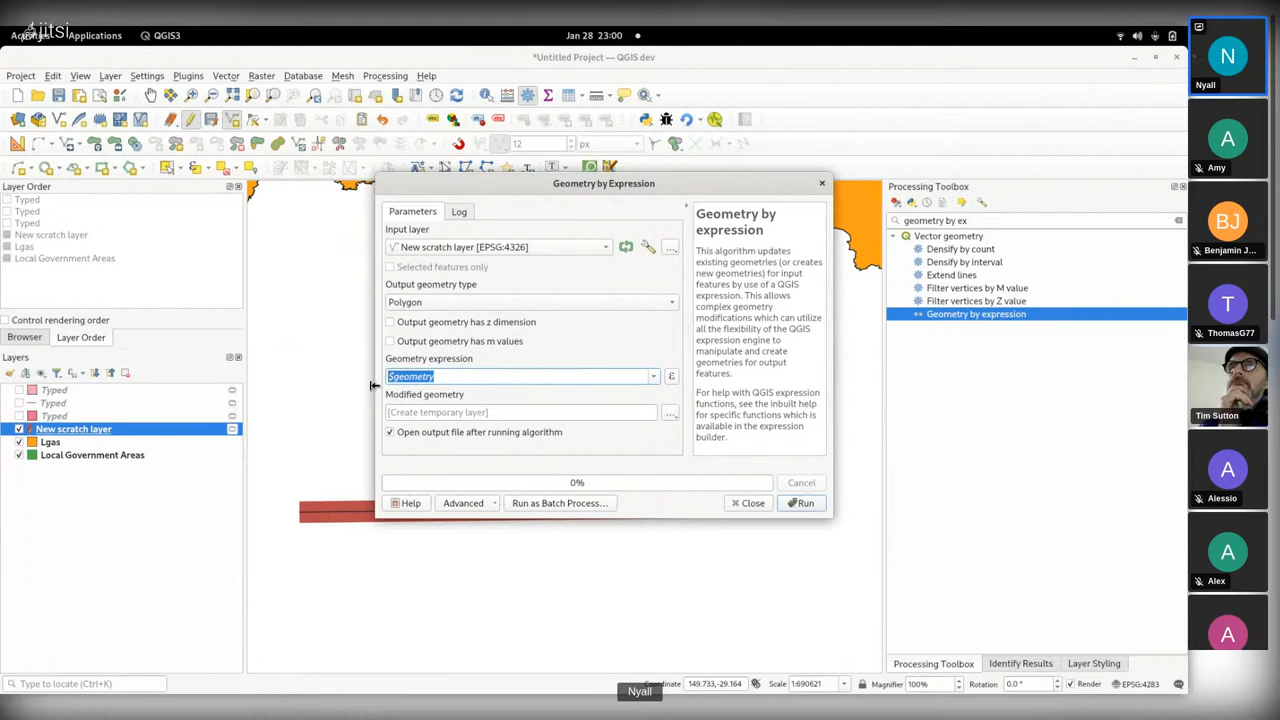 jitsi
Activities
Applications
QGIS3
Jan 28 23:00
*Untitled Project — QGIS dev
Project Edit View Layer Settings Plugins Vector Raster Database Mesh Processing Help
12
px
Layer Order
Typed
Typed
Typed
New scratch layer
Lgas
Local Government Areas
Control rendering order
Browser
Layer Order
Layers
Typed
Typed
Typed
New scratch layer
Lgas
Local Government Areas
Type to locate (Ctrl+K)
Geometry by Expression
Parameters
Log
Input layer
New scratch layer [EPSG:4326]
Selected features only
Output geometry type
Polygon
Output geometry has z dimension
Output geometry has m values
Geometry expression
$geometry
ε
Modified geometry
[Create temporary layer]
Open output file after running algorithm
0%
Cancel
Help
Advanced
Run as Batch Process…
Close
Run
Geometry by
expression
This algorithm updates
existing geometries (or creates
new geometries) for input
features by use of a QGIS
expression. This allows
complex geometry
modifications which can utilize
all the flexibility of the QGIS
expression engine to
manipulate and create
geometries for output
features.
For help with QGIS expression
functions, see the inbuilt help
for specific functions which is
available in the expression
builder.
Processing Toolbox
geometry by ex
Vector geometry
Densify by count
Densify by interval
Extend lines
Filter vertices by M value
Filter vertices by Z value
Geometry by expression
Processing Toolbox
Identify Results
Layer Styling
Coordinate 149.733,-29.164
Scale 1:690621
Magnifier 100%
Rotation 0.0 °
Render
EPSG:4283
Nyall
N
Nyall
A
Amy
BJ
Benjamin J…
T
ThomasG77
Tim Sutton
A
Alessio
A
Alex
A